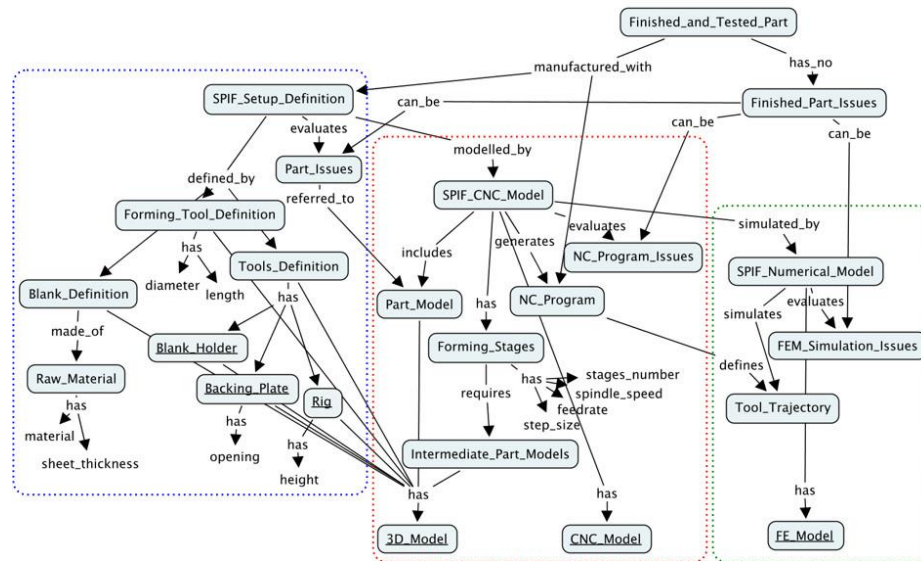 Finished_and_Tested_Part
manufactured_with
has_no
SPIF_Setup_Definition
can_be
Finished_Part_Issues
evaluates
can_be
can_be
modelled_by
Part_Issues
defined_by
referred_to
SPIF_CNC_Model
Forming_Tool_Definition
simulated_by
evaluates
generates
has
includes
NC_Program_Issues
Tools_Definition
SPIF_Numerical_Model
diameter
length
Blank_Definition
has
Part_Model
has
NC_Program
evaluates
simulates
made_of
Blank_Holder
Forming_Stages
FEM_Simulation_Issues
Raw_Material
Backing_Plate
Rig
has
stages_number
spindle_speed
feedrate
step_size
requires
defines
Tool_Trajectory
has
material
has
opening
sheet_thickness
has
height
Intermediate_Part_Models
has
has
has
3D_Model
CNC_Model
FE_Model